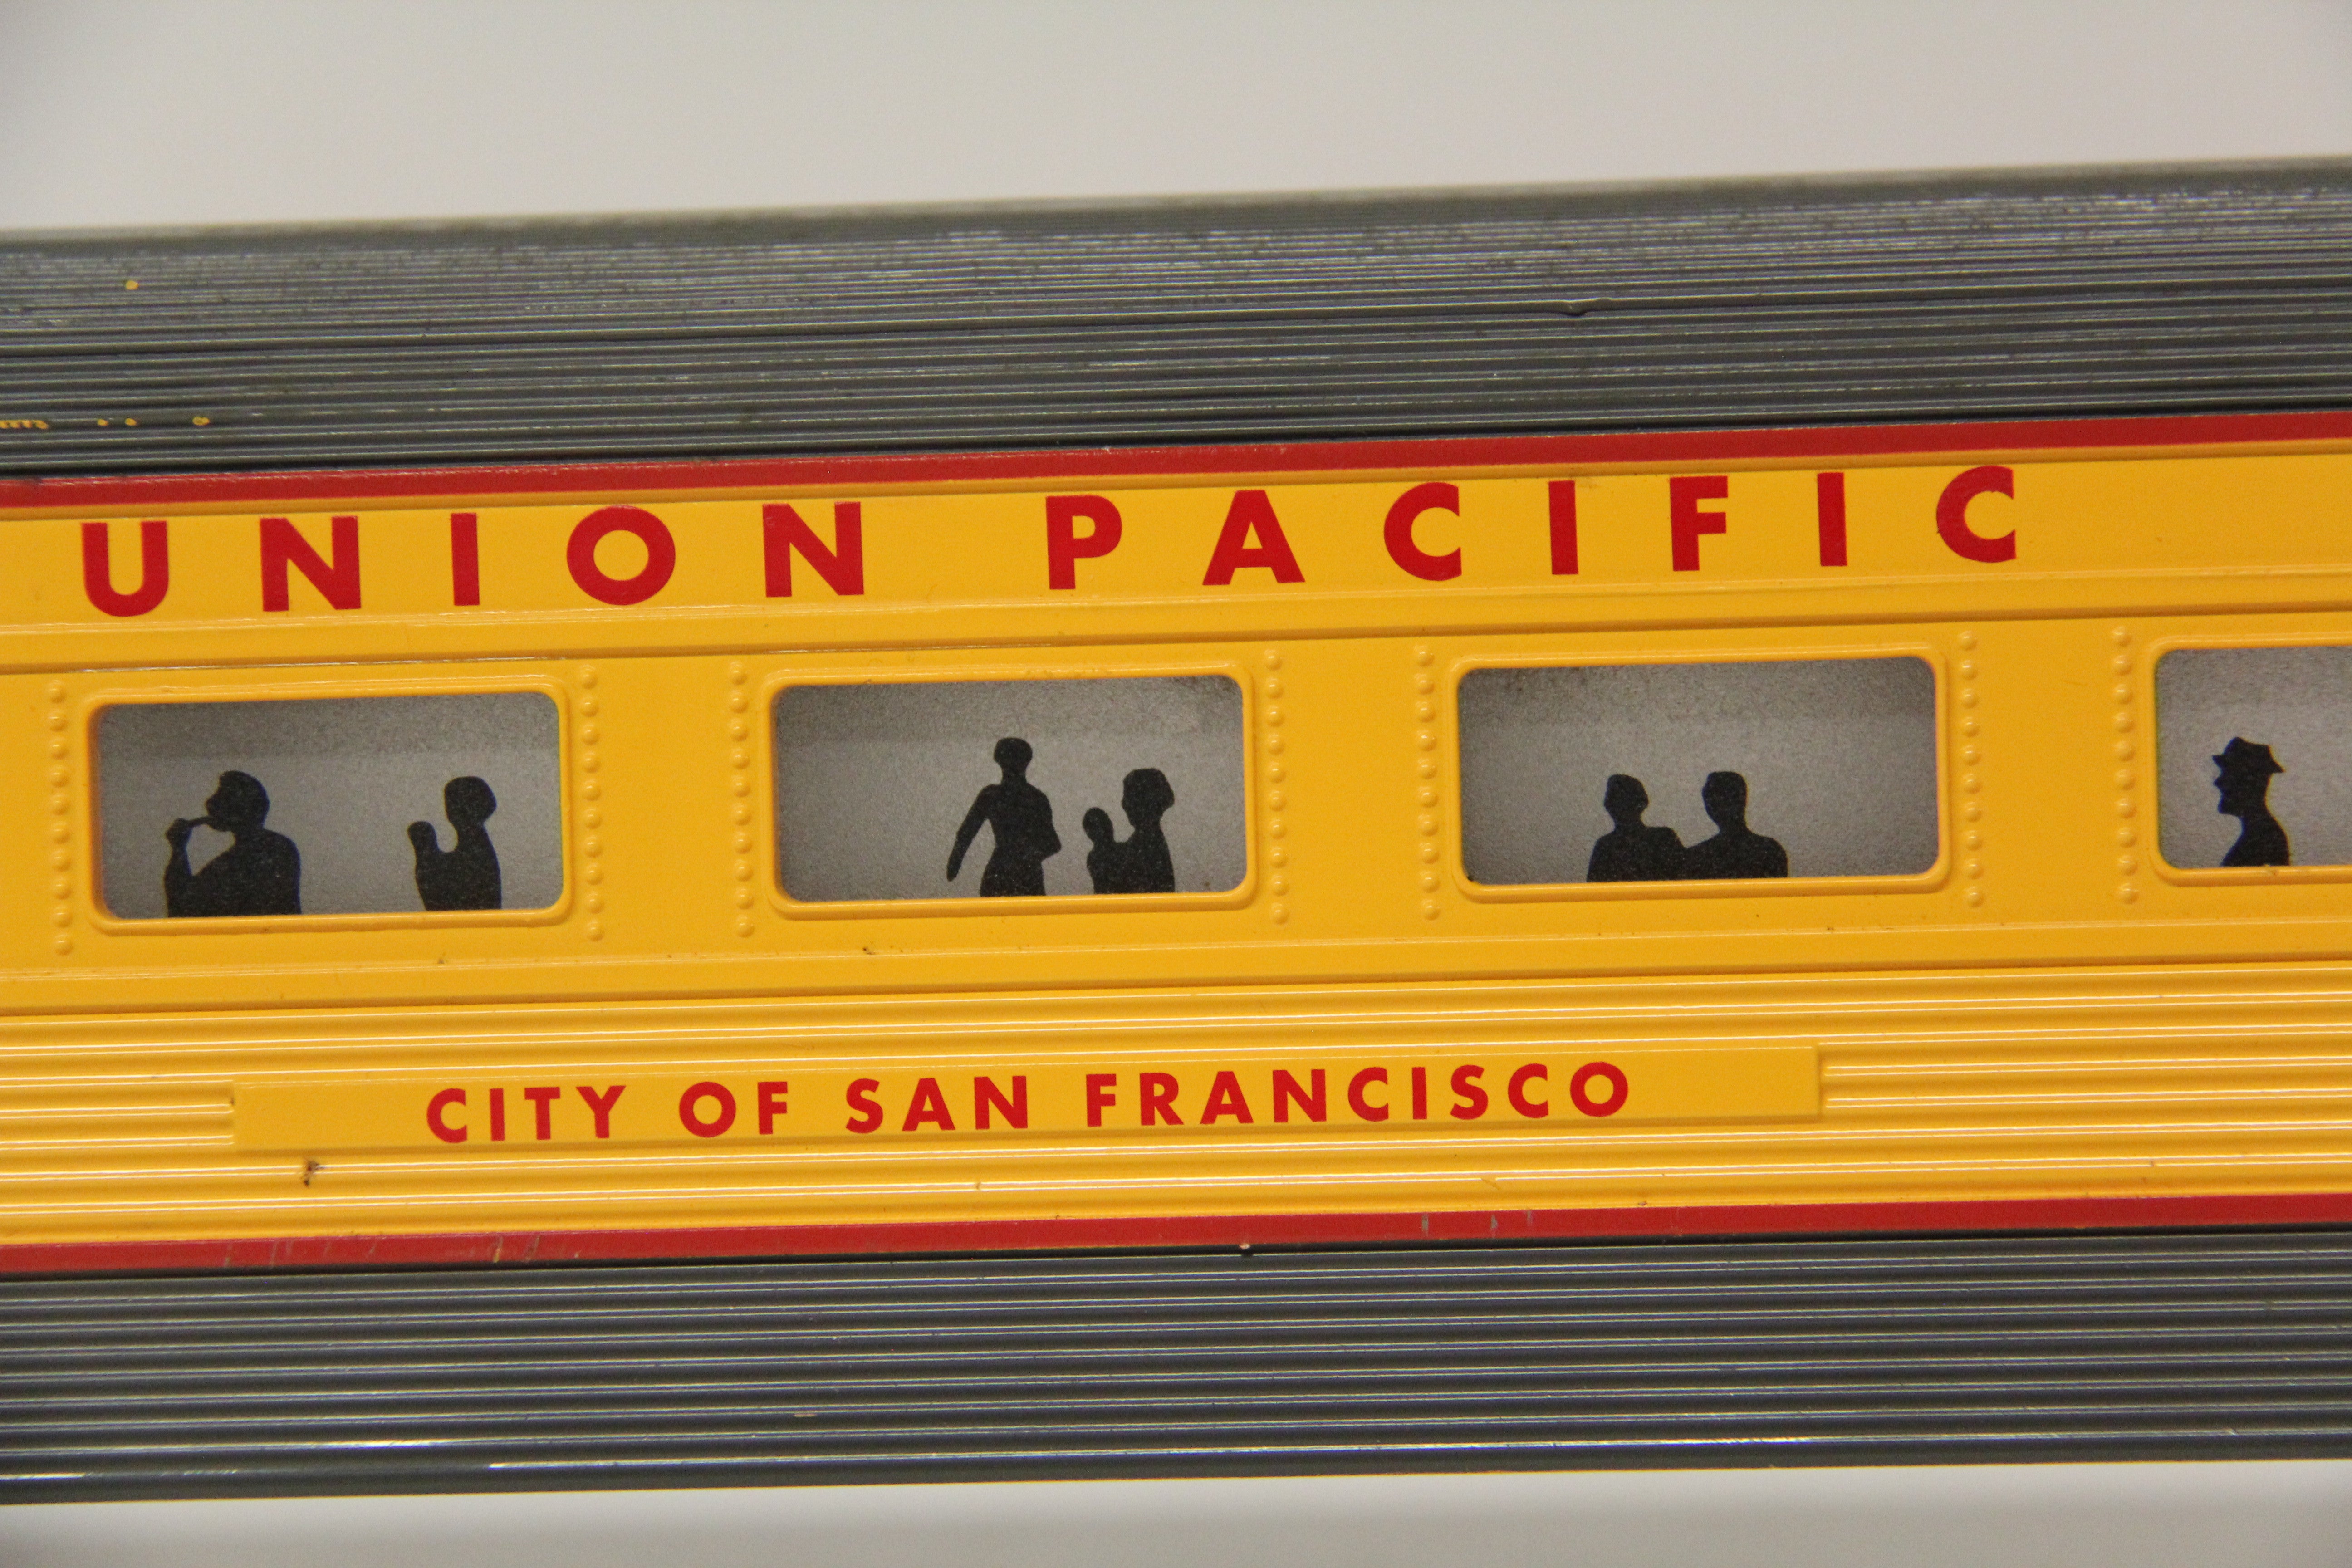 UNION PACIFIC
CITY OF SAN FRANCISCO